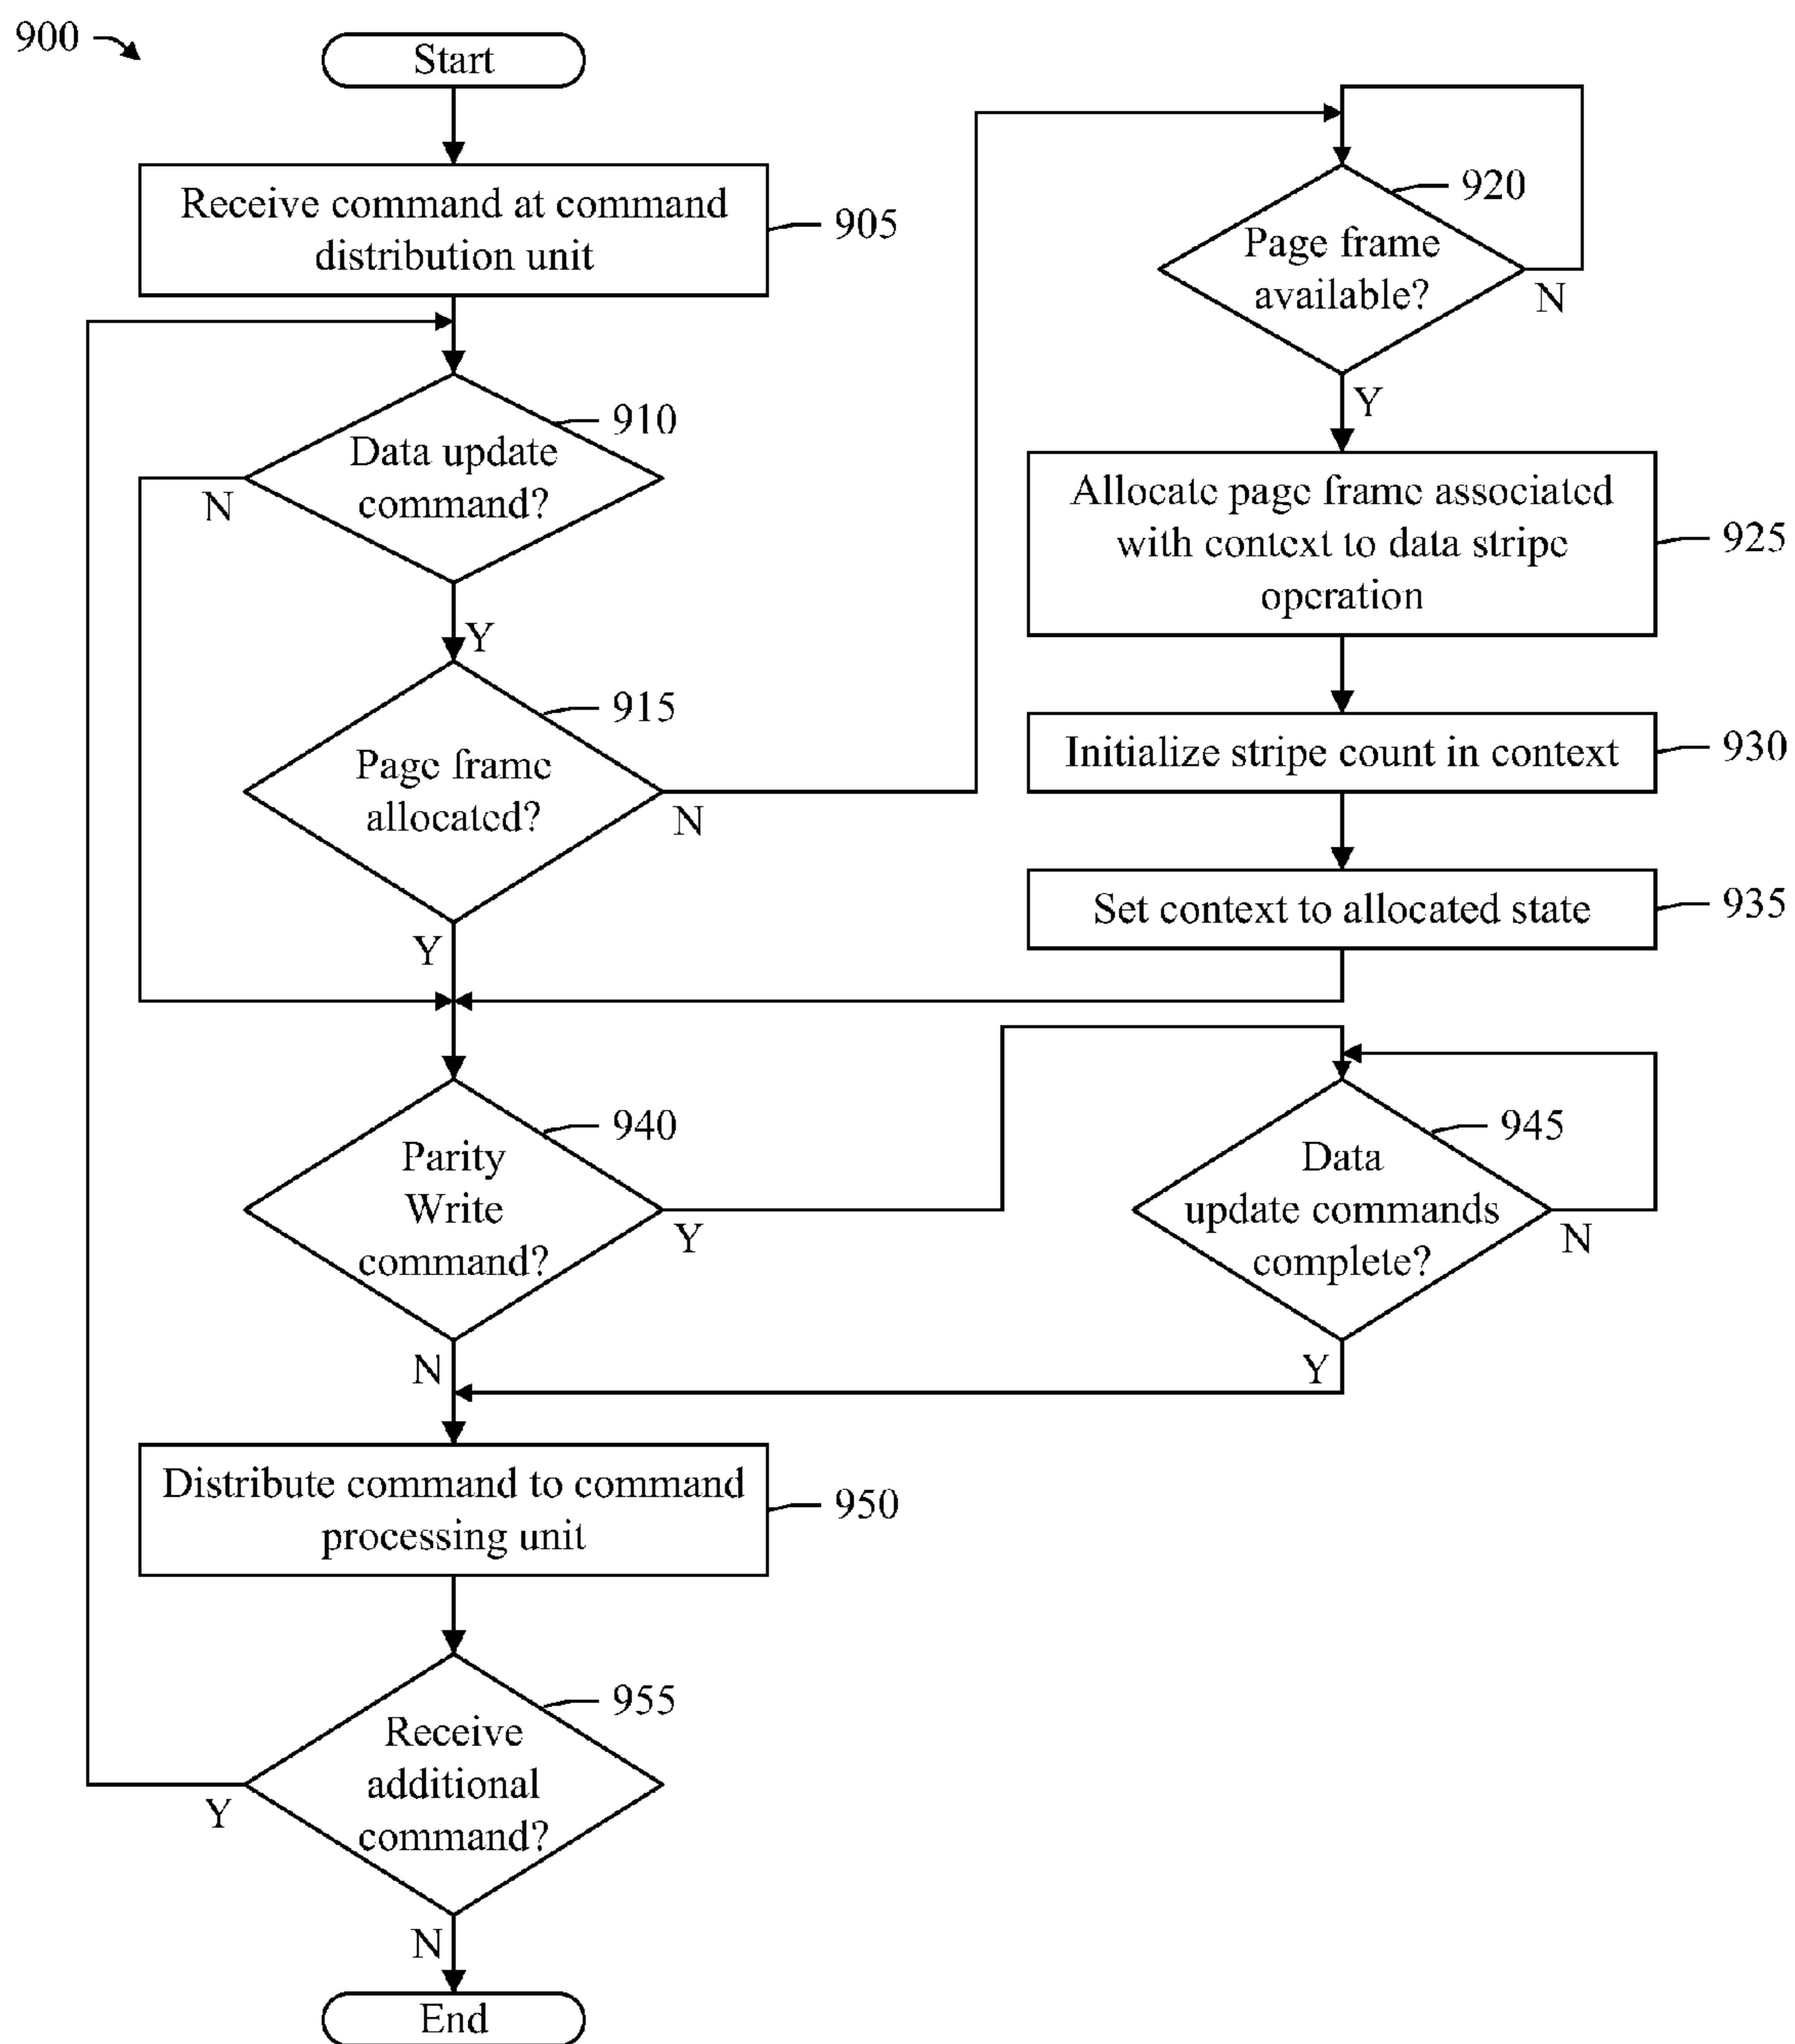 900
Start
Receive command at command
distribution unit
905
Data update
command?
910
N
Y
Page frame
allocated?
915
N
Y
Page frame
available?
920
N
Y
Allocate page frame associated
with context to data stripe
operation
925
Initialize stripe count in context
930
Set context to allocated state
935
Parity
Write
command?
940
Y
N
Data
update commands
complete?
945
N
Y
Distribute command to command
processing unit
950
Receive
additional
command?
955
Y
N
End